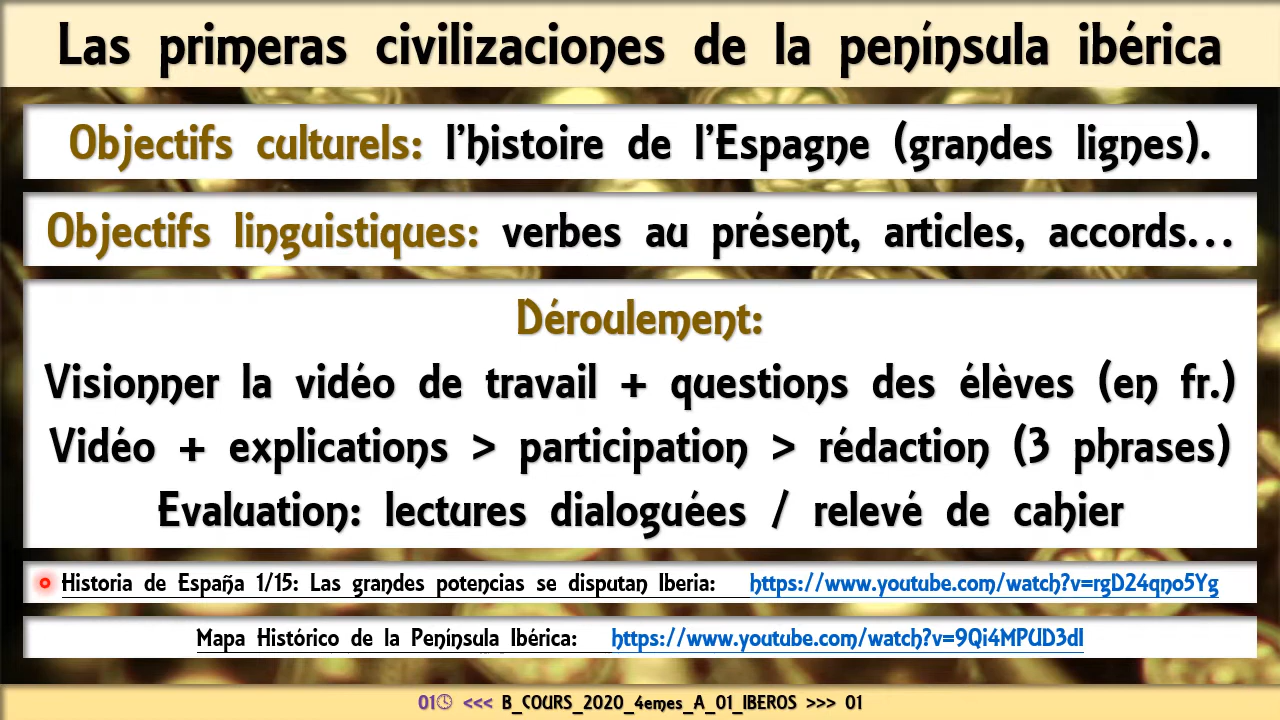 Las primeras civilizaciones de la península ibérica
Objectifs culturels: l’histoire de l’Espagne (grandes lignes).
Objectifs linguistiques: verbes au présent, articles, accords…
Déroulement:
Visionner la vidéo de travail + questions des élèves (en fr.)
Vidéo + explications > participation > rédaction (3 phrases)
Evaluation: lectures dialoguées / relevé de cahier
Historia de España 1/15: Las grandes potencias se disputan Iberia: https://www.youtube.com/watch?v=rgD24qno5Yg
Mapa Histórico de la Península Ibérica: https://www.youtube.com/watch?v=9Qi4MPUD3dI
01 <<< B_COURS_2020_4emes_A_01_IBEROS >>> 01